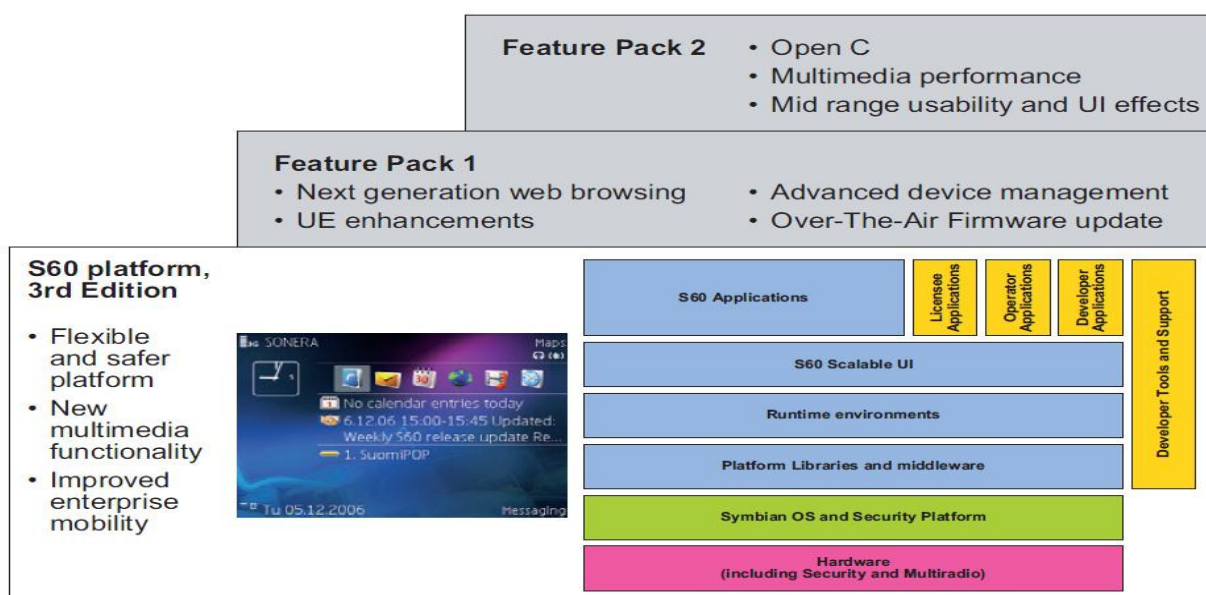 Feature Pack 2
• Open C
• Multimedia performance
• Mid range usability and UI effects
Feature Pack 1
• Next generation web browsing
• UE enhancements
• Advanced device management
• Over-The-Air Firmware update
S60 platform,
3rd Edition
• Flexible
and safer
platform
• New
multimedia
functionality
• Improved
enterprise
mobility
3G SONERA
Maps
No calendar entries today
6.12.06 15:00-15:45 Updated:
Weekly S60 release update Re...
1. SuomiPOP
Tu 05.12.2006
Messaging
S60 Applications
Licensee
Applications
Operator
Applications
Developer
Applications
Developer Tools and Support
S60 Scalable UI
Runtime environments
Platform Libraries and middleware
Symbian OS and Security Platform
Hardware
(including Security and Multiradio)